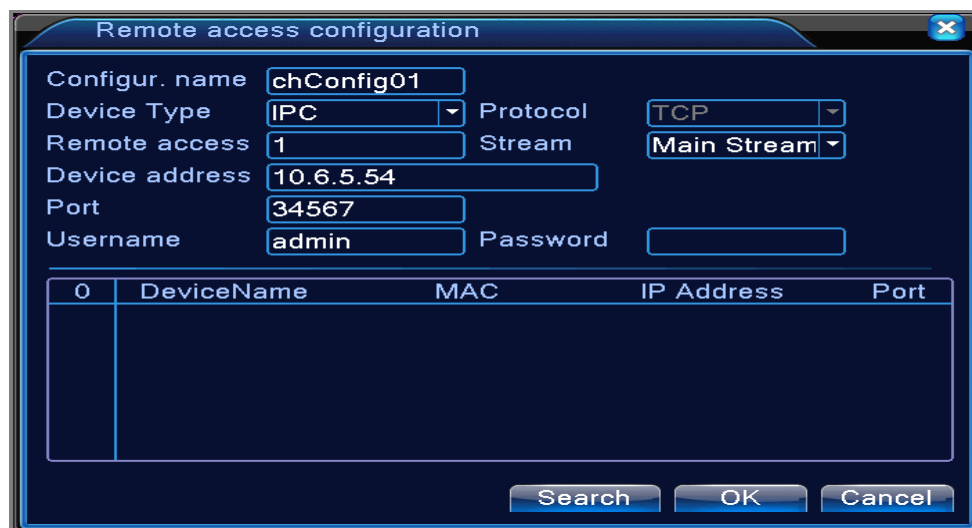 Remote access configuration
Configur. name chConfig01
Device Type IPC Protocol TCP
Remote access 1 Stream Main Stream
Device address 10.6.5.54
Port 34567
Username admin Password
0 DeviceName MAC IP Address Port
Search OK Cancel